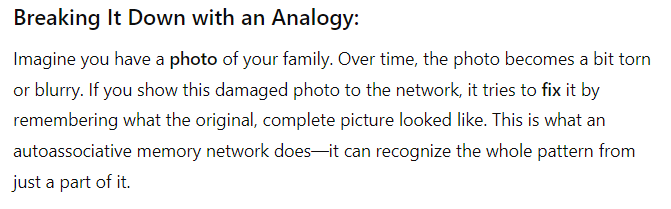 Breaking It Down with an Analogy:
Imagine you have a photo of your family. Over time, the photo becomes a bit torn
or blurry. If you show this damaged photo to the network, it tries to fix it by
remembering what the original, complete picture looked like. This is what an
autoassociative memory network does—it can recognize the whole pattern from
just a part of it.